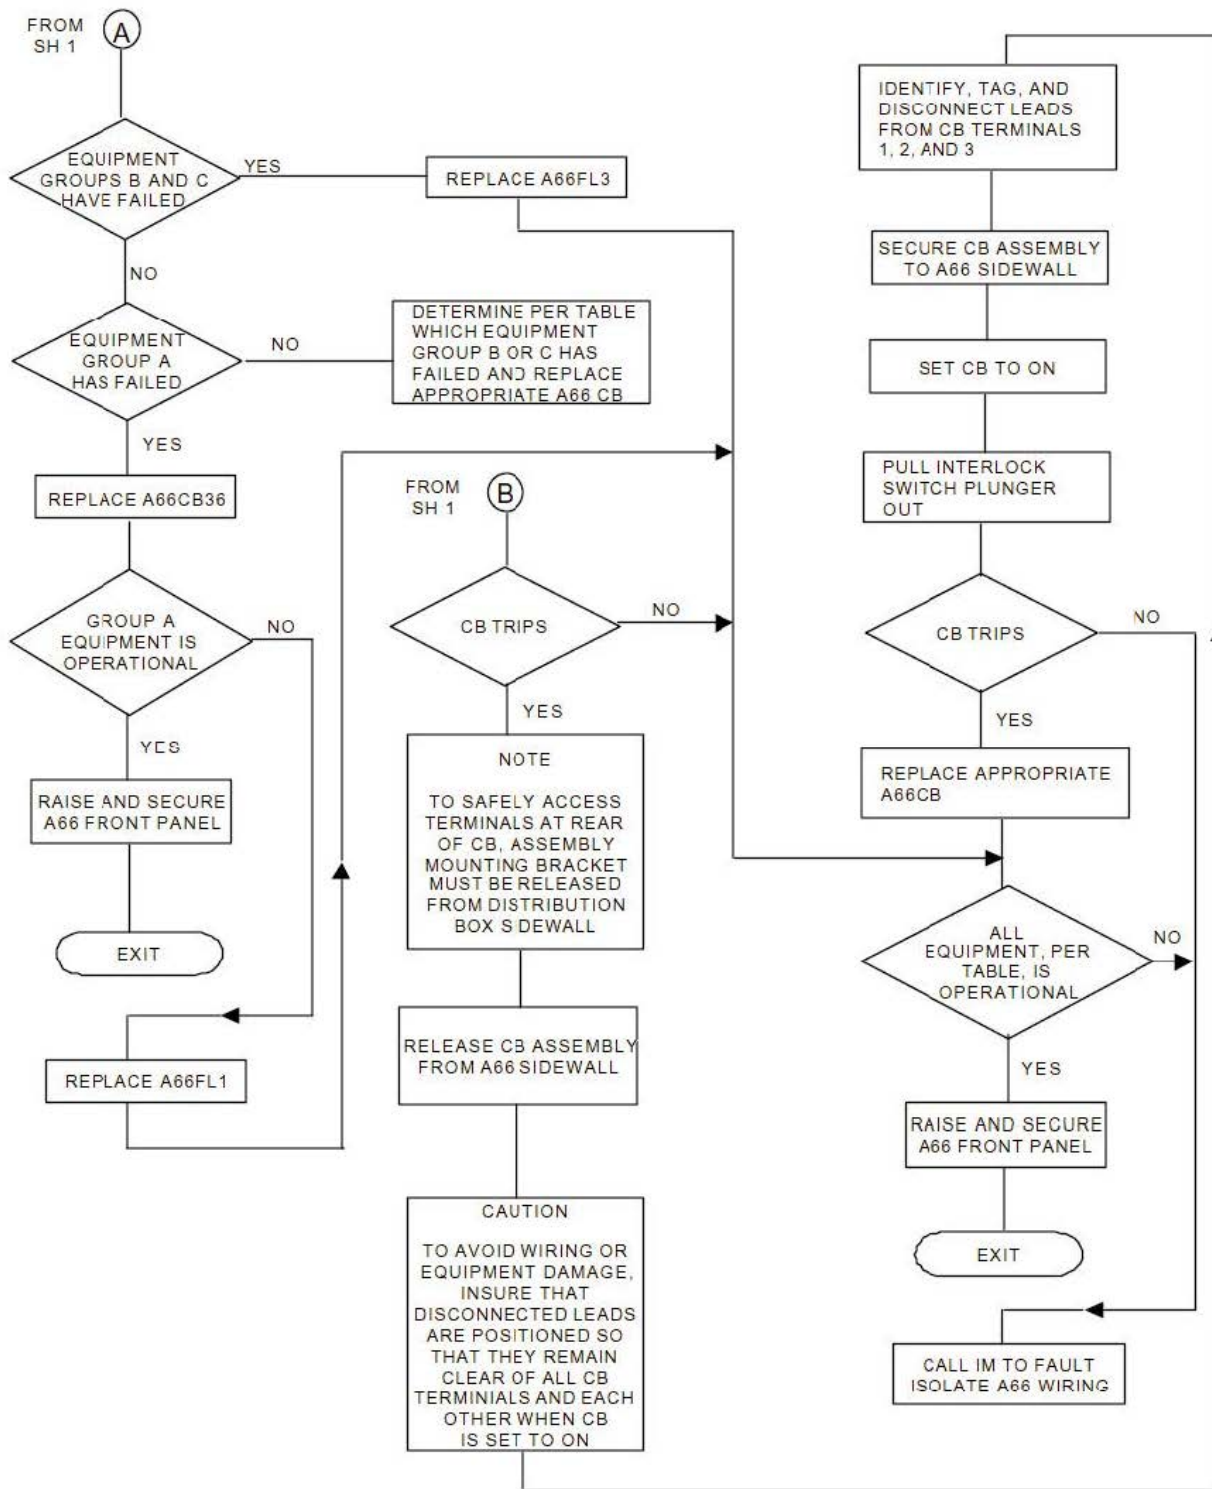 FROM
SH 1
A
EQUIPMENT
GROUPS B AND C
HAVE FAILED
YES
REPLACE A66FL3
NO
EQUIPMENT
GROUP A
HAS FAILED
NO
DETERMINE PER TABLE
WHICH EQUIPMENT
GROUP B OR C HAS
FAILED AND REPLACE
APPROPRIATE A66 CB
YES
REPLACE A66CB36
GROUP A
EQUIPMENT IS
OPERATIONAL
NO
YES
RAISE AND SECURE
A66 FRONT PANEL
EXIT
REPLACE A66FL1
FROM
SH 1
B
CB TRIPS
NO
YES
NOTE
TO SAFELY ACCESS
TERMINALS AT REAR
OF CB, ASSEMBLY
MOUNTING BRACKET
MUST BE RELEASED
FROM DISTRIBUTION
BOX SIDEWALL
RELEASE CB ASSEMBLY
FROM A66 SIDEWALL
CAUTION
TO AVOID WIRING OR
EQUIPMENT DAMAGE,
INSURE THAT
DISCONNECTED LEADS
ARE POSITIONED SO
THAT THEY REMAIN
CLEAR OF ALL CB
TERMINIALS AND EACH
OTHER WHEN CB
IS SET TO ON
IDENTIFY, TAG, AND
DISCONNECT LEADS
FROM CB TERMINALS
1, 2, AND 3
SECURE CB ASSEMBLY
TO A66 SIDEWALL
SET CB TO ON
PULL INTERLOCK
SWITCH PLUNGER
OUT
CB TRIPS
NO
YES
REPLACE APPROPRIATE
A66CB
ALL
EQUIPMENT, PER
TABLE, IS
OPERATIONAL
NO
YES
RAISE AND SECURE
A66 FRONT PANEL
EXIT
CALL IM TO FAULT
ISOLATE A66 WIRING